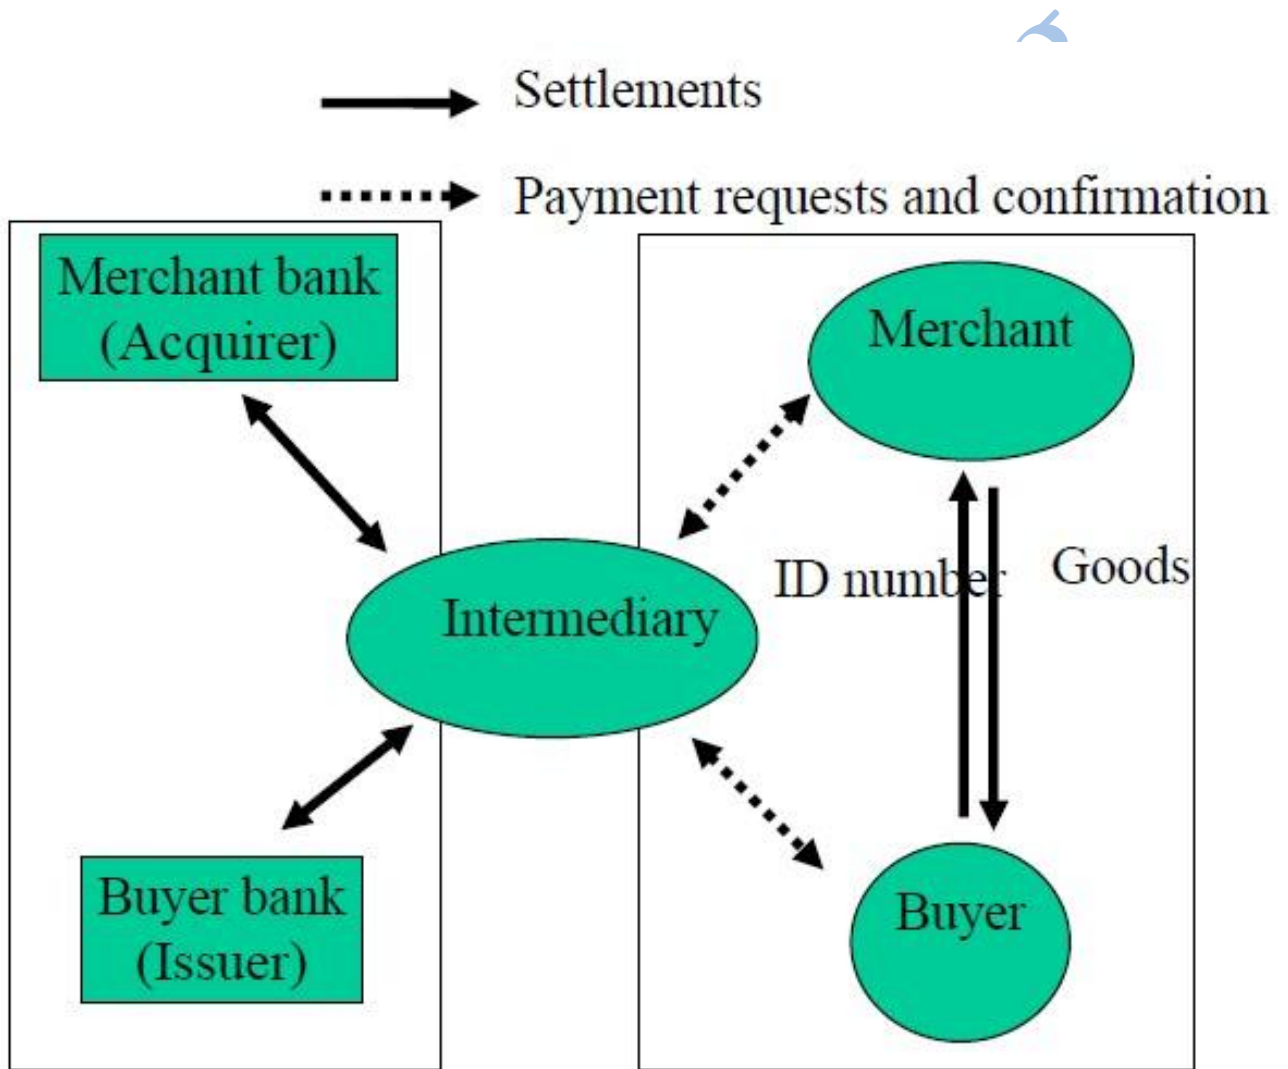 Settlements
Payment requests and confirmation
Merchant bank
(Acquirer)
Merchant
ID number
Goods
Intermediary
Buyer bank
(Issuer)
Buyer